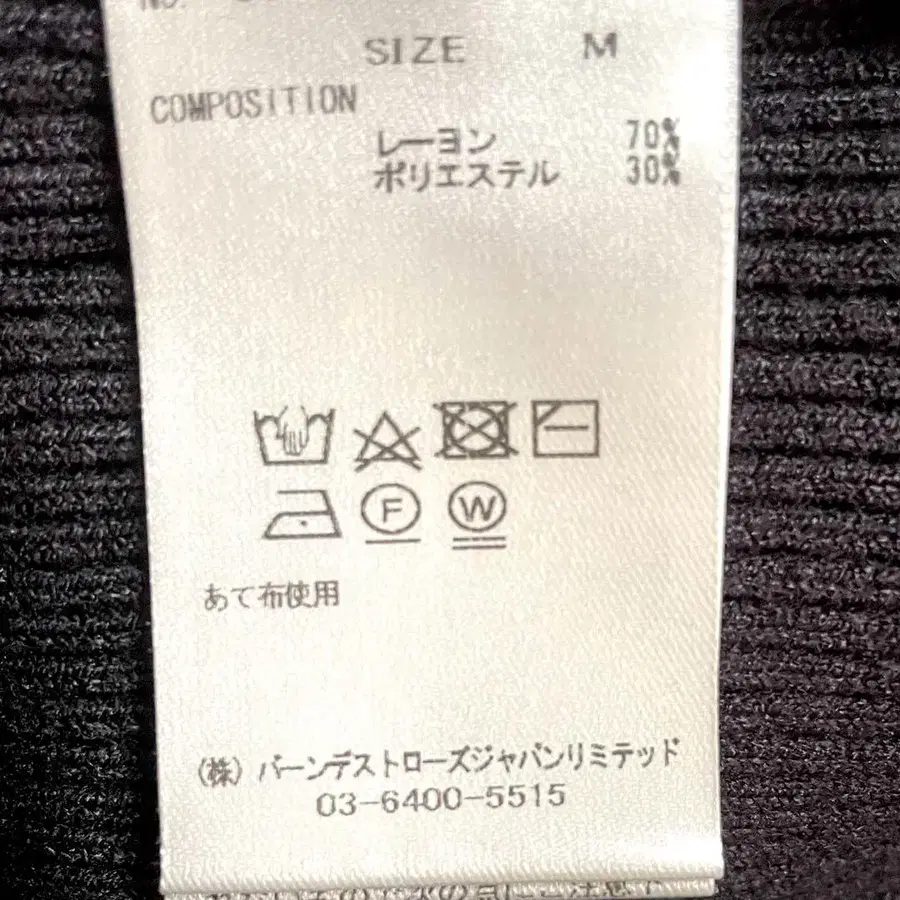 SIZE M
COMPOSITION
レーヨン 70%
ポリエステル 30%
F W
あて布使用
(株) バーンデストローズジャパンリミテッド
03-6400-5515